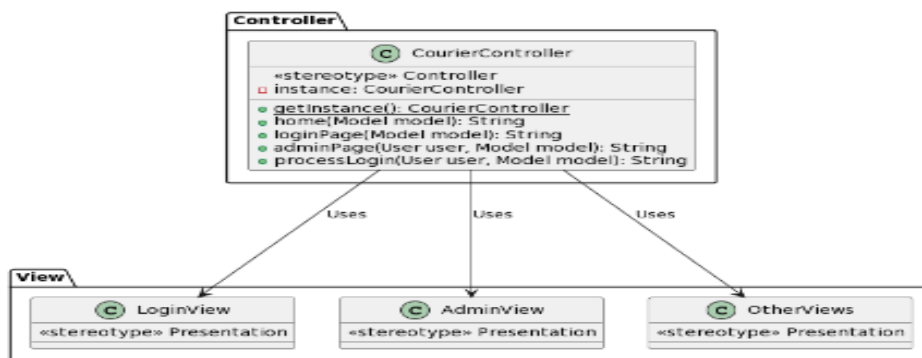 Controller
C CourierController
«stereotype» Controller
instance: CourierController
getInstance(): CourierController
home(Model model): String
loginPage(Model model): String
adminPage(User user, Model model): String
processLogin(User user, Model model): String
Uses Uses Uses
View
C LoginView C AdminView C OtherViews
«stereotype» Presentation «stereotype» Presentation «stereotype» Presentation